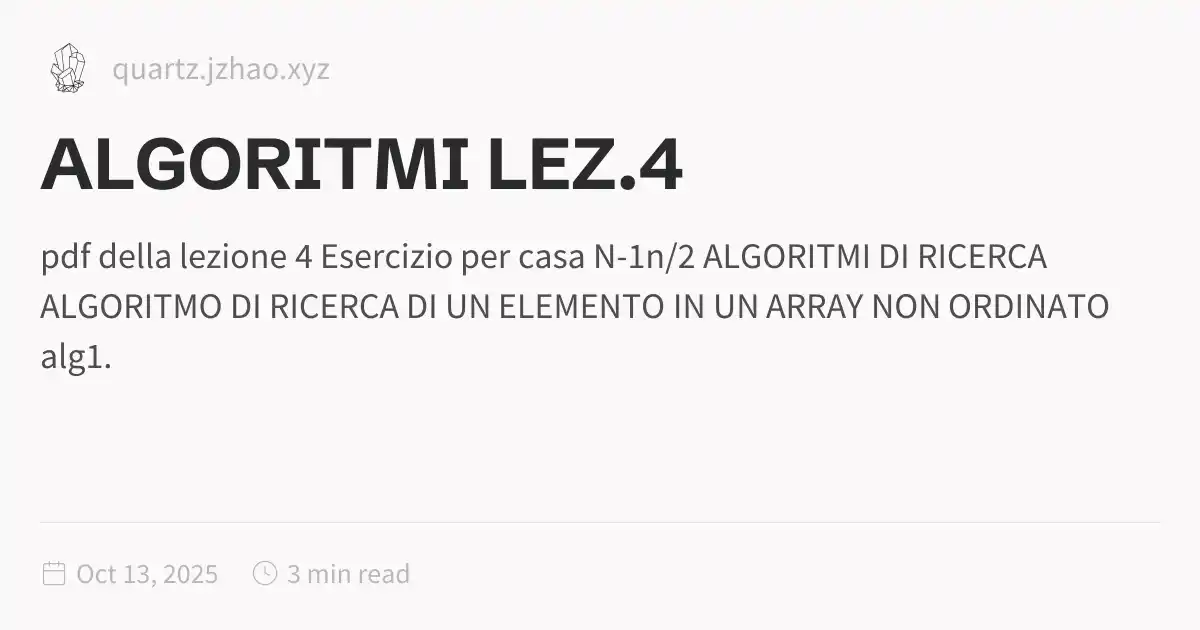 quartz.jzhao.xyz
ALGORITMI LEZ.4
pdf della lezione 4 Esercizio per casa N-1n/2 ALGORITMI DI RICERCA
ALGORITMO DI RICERCA DI UN ELEMENTO IN UN ARRAY NON ORDINATO
alg1.
Oct 13, 2025 3 min read